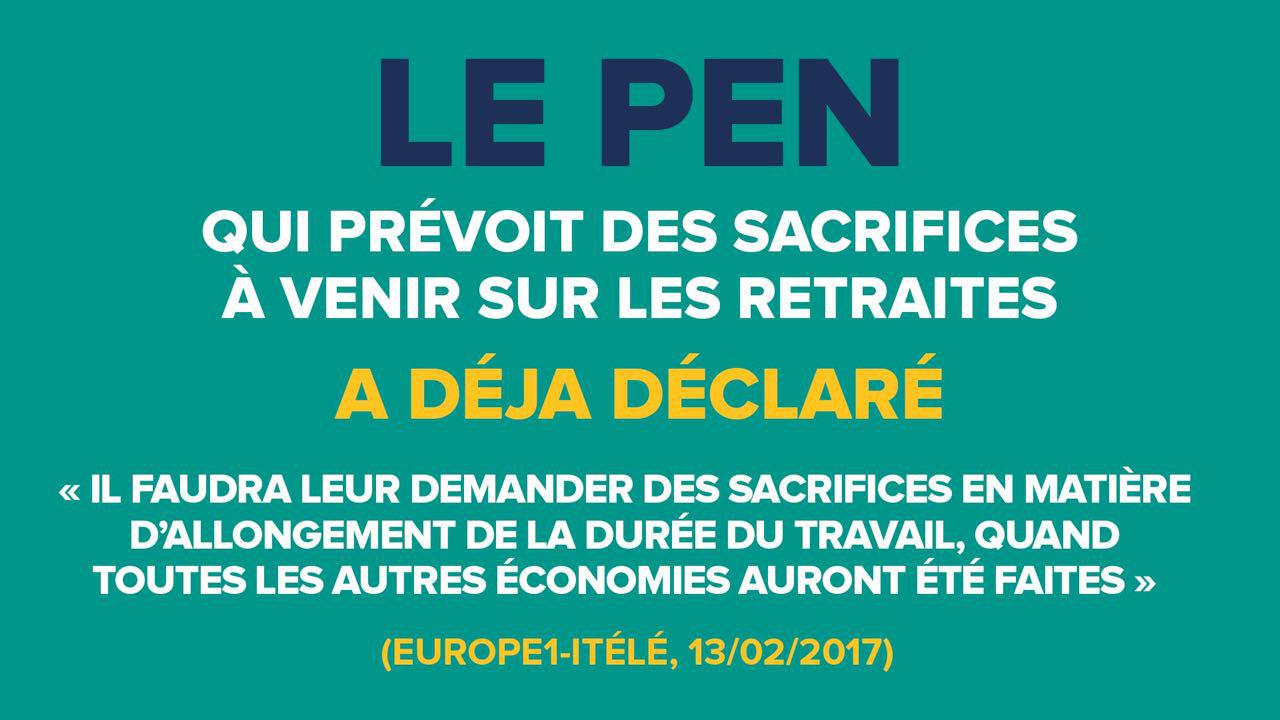 LE PEN
QUI PRÉVOIT DES SACRIFICES
À VENIR SUR LES RETRAITES
A DÉJA DÉCLARÉ
« IL FAUDRA LEUR DEMANDER DES SACRIFICES EN MATIÈRE
D’ALLONGEMENT DE LA DURÉE DU TRAVAIL, QUAND
TOUTES LES AUTRES ÉCONOMIES AURONT ÉTÉ FAITES »
(EUROPE1-ITÉLÉ, 13/02/2017)